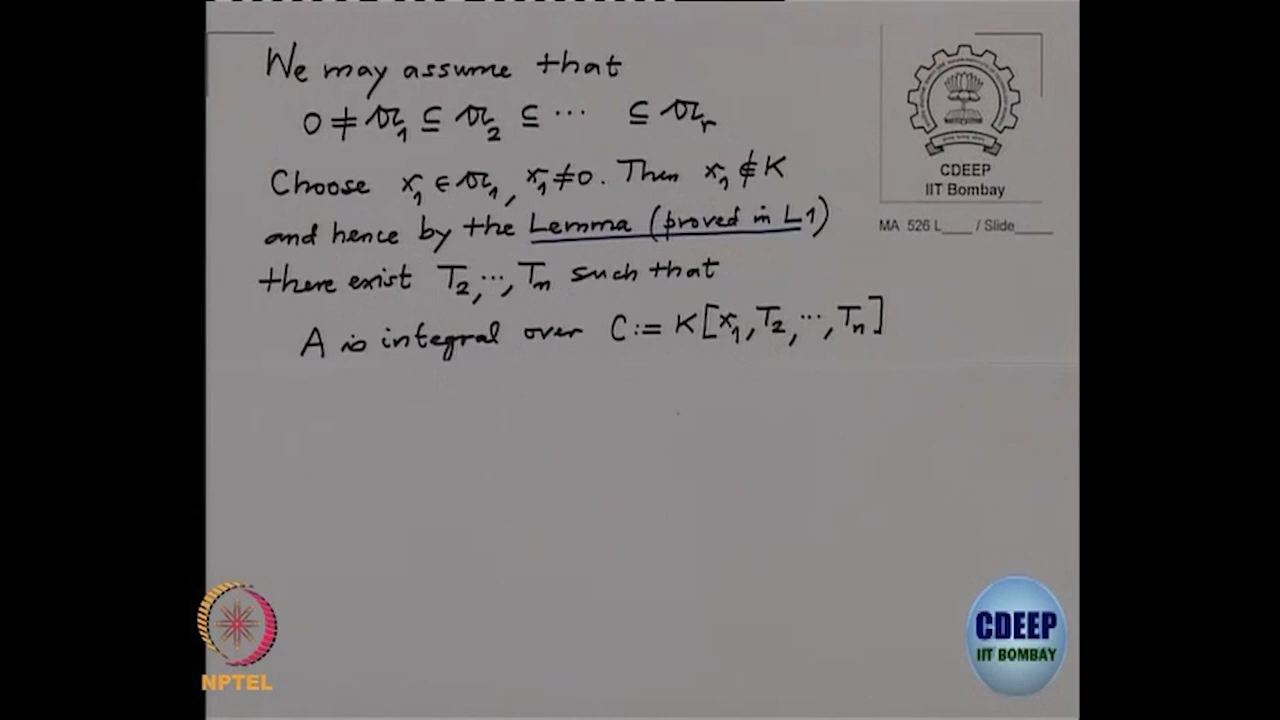 We may assume that
0 ≠ 𝔞₁ ⊆ 𝔞₂ ⊆ ⋯ ⊆ 𝔞ᵣ
Choose x₁ ∈ 𝔞₁, x₁ ≠ 0. Then x₁ ∉ K
and hence by the Lemma (proved in L1)
there exist T₂, ⋯, Tₙ such that
A is integral over C := K[x₁, T₂, ⋯, Tₙ]
CDEEP
IIT Bombay
MA 526 L____ / Slide_____
NPTEL
CDEEP
IIT BOMBAY